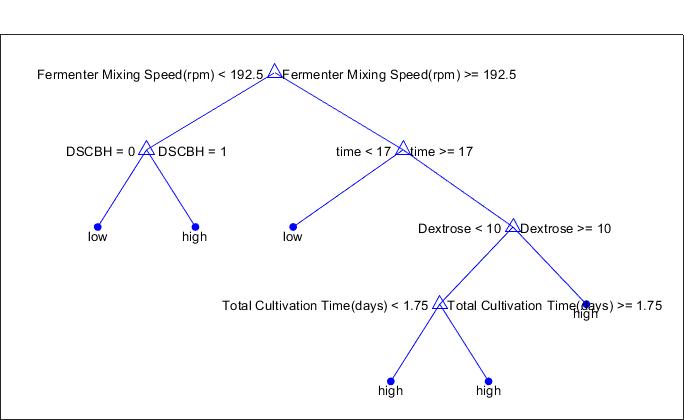 Fermenter Mixing Speed(rpm) < 192.5 Fermenter Mixing Speed(rpm) >= 192.5
DSCBH = 0 DSCBH = 1 time < 17 time >= 17
low high low Dextrose < 10 Dextrose >= 10
Total Cultivation Time(days) < 1.75 Total Cultivation Time(days) >= 1.75
high
high high